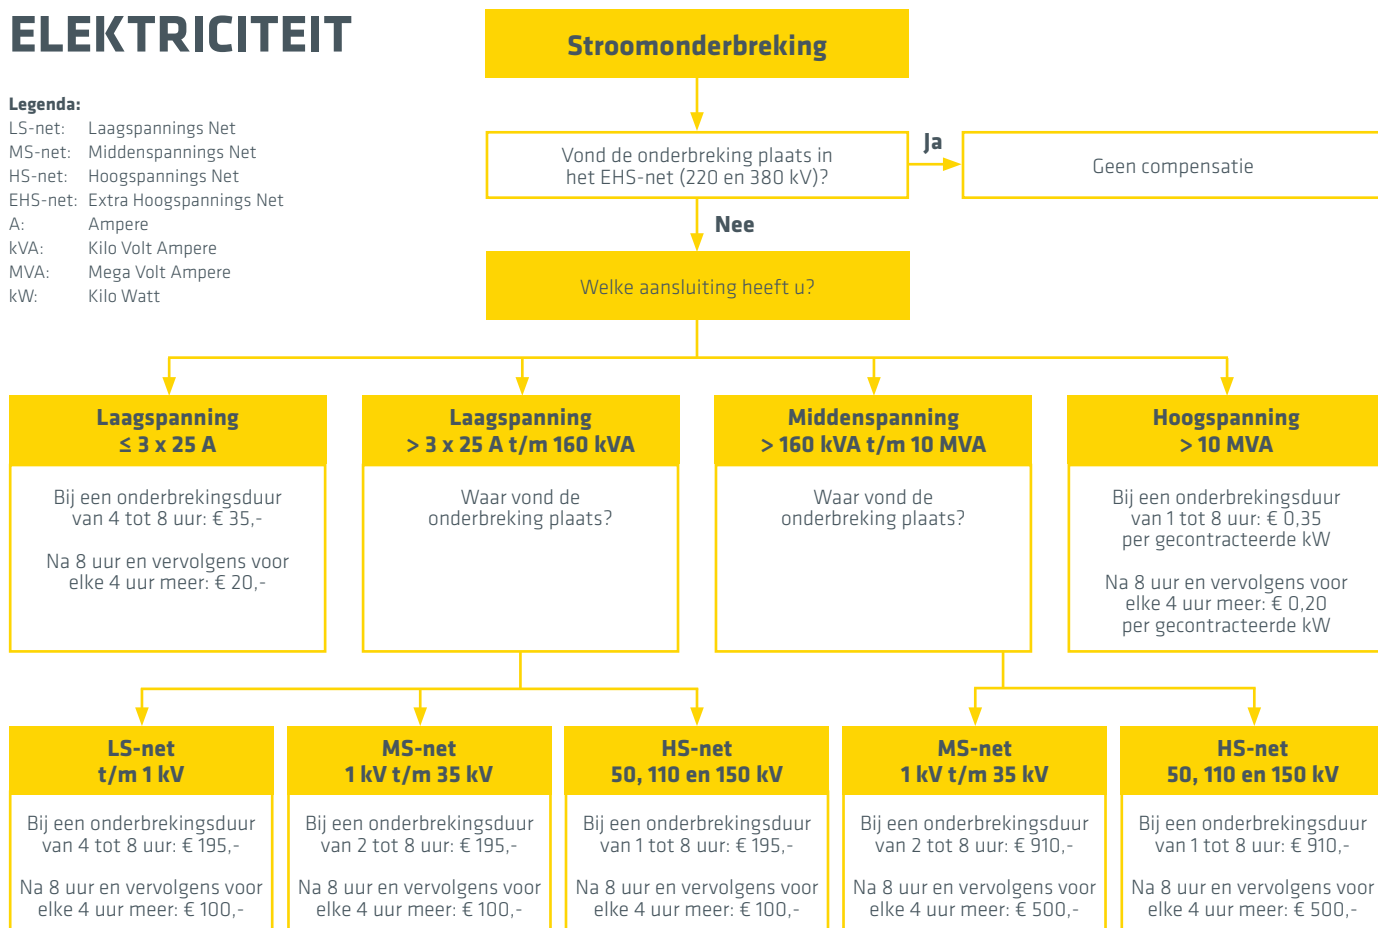 ELEKTRICITEIT
Legenda:
LS-net: Laagspannings Net
MS-net: Middenspannings Net
HS-net: Hoogspannings Net
EHS-net: Extra Hoogspannings Net
A: Ampere
kVA: Kilo Volt Ampere
MVA: Mega Volt Ampere
kW: Kilo Watt
Stroomonderbreking
Vond de onderbreking plaats in
het EHS-net (220 en 380 kV)?
Ja
Geen compensatie
Nee
Welke aansluiting heeft u?
Laagspanning
≤ 3 x 25 A
Bij een onderbrekingsduur
van 4 tot 8 uur: € 35,-
Na 8 uur en vervolgens voor
elke 4 uur meer: € 20,-
Laagspanning
> 3 x 25 A t/m 160 kVA
Waar vond de
onderbreking plaats?
Middenspanning
> 160 kVA t/m 10 MVA
Waar vond de
onderbreking plaats?
Hoogspanning
> 10 MVA
Bij een onderbrekingsduur
van 1 tot 8 uur: € 0,35
per gecontracteerde kW
Na 8 uur en vervolgens voor
elke 4 uur meer: € 0,20
per gecontracteerde kW
LS-net
t/m 1 kV
Bij een onderbrekingsduur
van 4 tot 8 uur: € 195,-
Na 8 uur en vervolgens voor
elke 4 uur meer: € 100,-
MS-net
1 kV t/m 35 kV
Bij een onderbrekingsduur
van 2 tot 8 uur: € 195,-
Na 8 uur en vervolgens voor
elke 4 uur meer: € 100,-
HS-net
50, 110 en 150 kV
Bij een onderbrekingsduur
van 1 tot 8 uur: € 195,-
Na 8 uur en vervolgens voor
elke 4 uur meer: € 100,-
MS-net
1 kV t/m 35 kV
Bij een onderbrekingsduur
van 2 tot 8 uur: € 910,-
Na 8 uur en vervolgens voor
elke 4 uur meer: € 500,-
HS-net
50, 110 en 150 kV
Bij een onderbrekingsduur
van 1 tot 8 uur: € 910,-
Na 8 uur en vervolgens voor
elke 4 uur meer: € 500,-